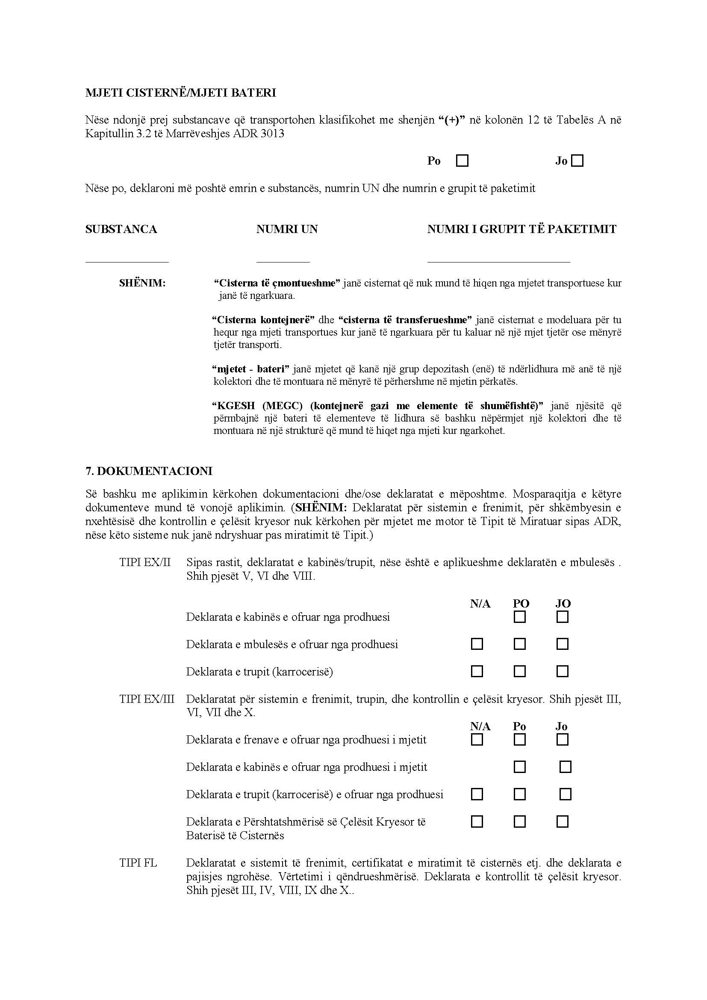 MJETI CISTERNË/MJETI BATERI
Nëse ndonjë prej substancave që transportohen klasifikohet me shenjën “(+)” në kolonën 12 të Tabelës A në
Kapitullin 3.2 të Marrëveshjes ADR 3013
Po ☐ Jo ☐
Nëse po, deklaroni më poshtë emrin e substancës, numrin UN dhe numrin e grupit të paketimit
SUBSTANCA NUMRI UN NUMRI I GRUPIT TË PAKETIMIT
______________ _________ ________________________
SHËNIM: “Cisterna të çmontueshme” janë cisternat që nuk mund të hiqen nga mjetet transportuese kur
janë të ngarkuara.
“Cisterna kontejnerë” dhe “cisterna të transferueshme” janë cisternat e modeluara për tu
hequr nga mjeti transportues kur janë të ngarkuara për tu kaluar në një mjet tjetër ose mënyrë
tjetër transporti.
“mjetet - bateri” janë mjetet që kanë një grup depozitash (enë) të ndërlidhura më anë të një
kolektori dhe të montuara në mënyrë të përhershme në mjetin përkatës.
“KGESH (MEGC) (kontejnerë gazi me elemente të shumëfishtë)” janë njësitë që
përmbajnë një bateri të elementeve të lidhura së bashku nëpërmjet një kolektori dhe të
montuara në një strukturë që mund të hiqet nga mjeti kur ngarkohet.
7. DOKUMENTACIONI
Së bashku me aplikimin kërkohen dokumentacioni dhe/ose deklaratat e mëposhtme. Mosparaqitja e këtyre
dokumenteve mund të vonojë aplikimin. (SHËNIM: Deklaratat për sistemin e frenimit, për shkëmbyesin e
nxehtësisë dhe kontrollin e çelësit kryesor nuk kërkohen për mjetet me motor të Tipit të Miratuar sipas ADR,
nëse këto sisteme nuk janë ndryshuar pas miratimit të Tipit.)
TIPI EX/II Sipas rastit, deklaratat e kabinës/trupit, nëse është e aplikueshme deklaratën e mbulesës .
Shih pjesët V, VI dhe VIII.
N/A PO JO
Deklarata e kabinës e ofruar nga prodhuesi ☐ ☐
Deklarata e mbulesës e ofruar nga prodhuesi ☐ ☐ ☐
Deklarata e trupit (karrocerisë) ☐ ☐ ☐
TIPI EX/III Deklaratat për sistemin e frenimit, trupin, dhe kontrollin e çelësit kryesor. Shih pjesët III,
VI, VII dhe X.
N/A Po Jo
Deklarata e frenave e ofruar nga prodhuesi i mjetit ☐ ☐ ☐
Deklarata e kabinës e ofruar nga prodhuesi i mjetit ☐ ☐
Deklarata e trupit (karrocerisë) e ofruar nga prodhuesi ☐ ☐ ☐
Deklarata e Përshtatshmërisë së Çelësit Kryesor të ☐ ☐ ☐
Baterisë të Cisternës
TIPI FL Deklaratat e sistemit të frenimit, certifikatat e miratimit të cisternës etj. dhe deklarata e
pajisjes ngrohëse. Vërtetimi i qëndrueshmërisë. Deklarata e kontrollit të çelësit kryesor.
Shih pjesët III, IV, VIII, IX dhe X..